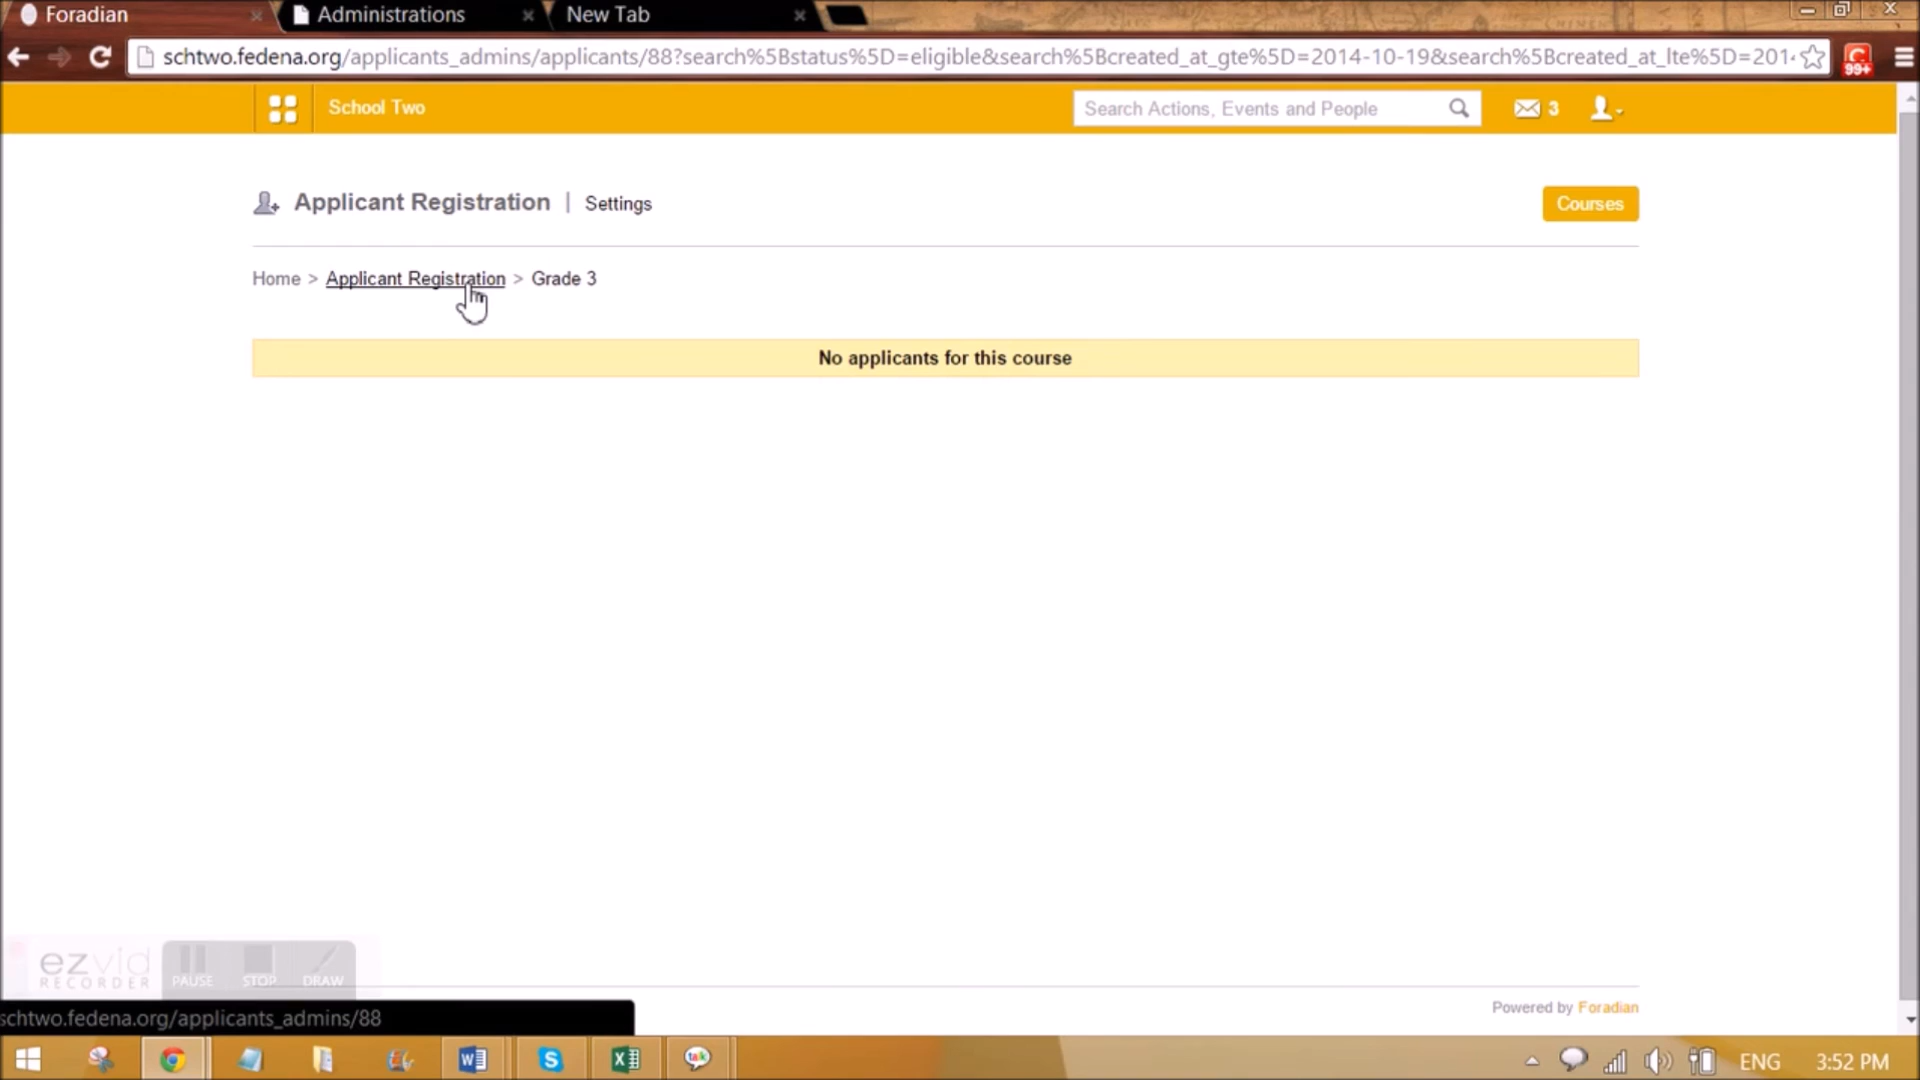 Foradian
Administrations
New Tab
schtwo.fedena.org/applicants_admins/applicants/88?search%5Bstatus%5D=eligible&search%5Bcreated_at_gte%5D=2014-10-19&search%5Bcreated_at_lte%5D=201
99+
School Two
Search Actions, Events and People
3
Applicant Registration | Settings
Courses
Home > Applicant Registration > Grade 3
No applicants for this course
ezvid
RECORDER
PAUSE STOP DRAW
Powered by Foradian
schtwo.fedena.org/applicants_admins/88
talk
ENG 3:52 PM